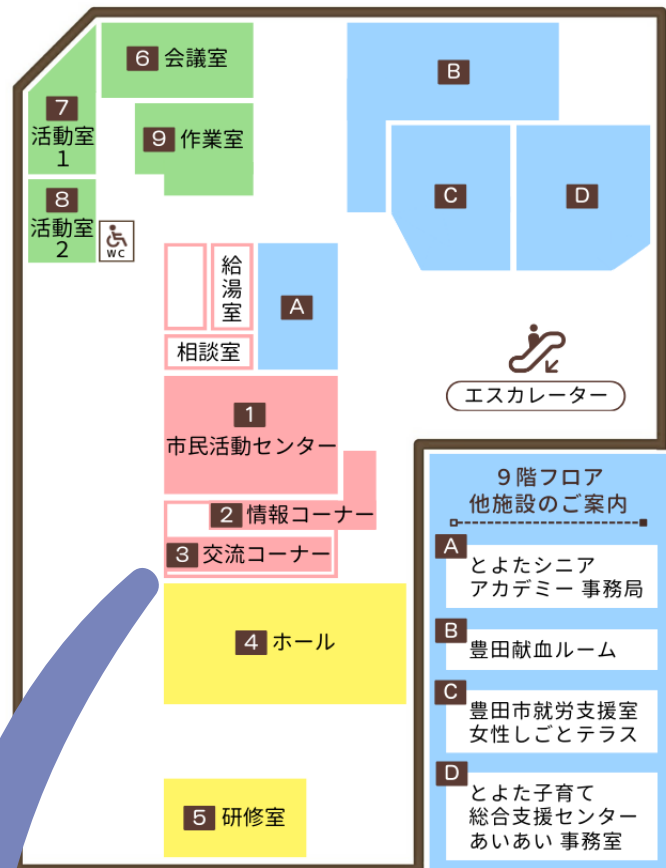 6 会議室
7
活動室
1
9 作業室
8
活動室
2
WC
B
C
D
給湯室
A
相談室
エスカレーター
1
市民活動センター
2 情報コーナー
3 交流コーナー
4 ホール
5 研修室
9階フロア
他施設のご案内
A
とよたシニア
アカデミー 事務局
B
豊田献血ルーム
C
豊田市就労支援室
女性しごとテラス
D
とよた子育て
総合支援センター
あいあい 事務室